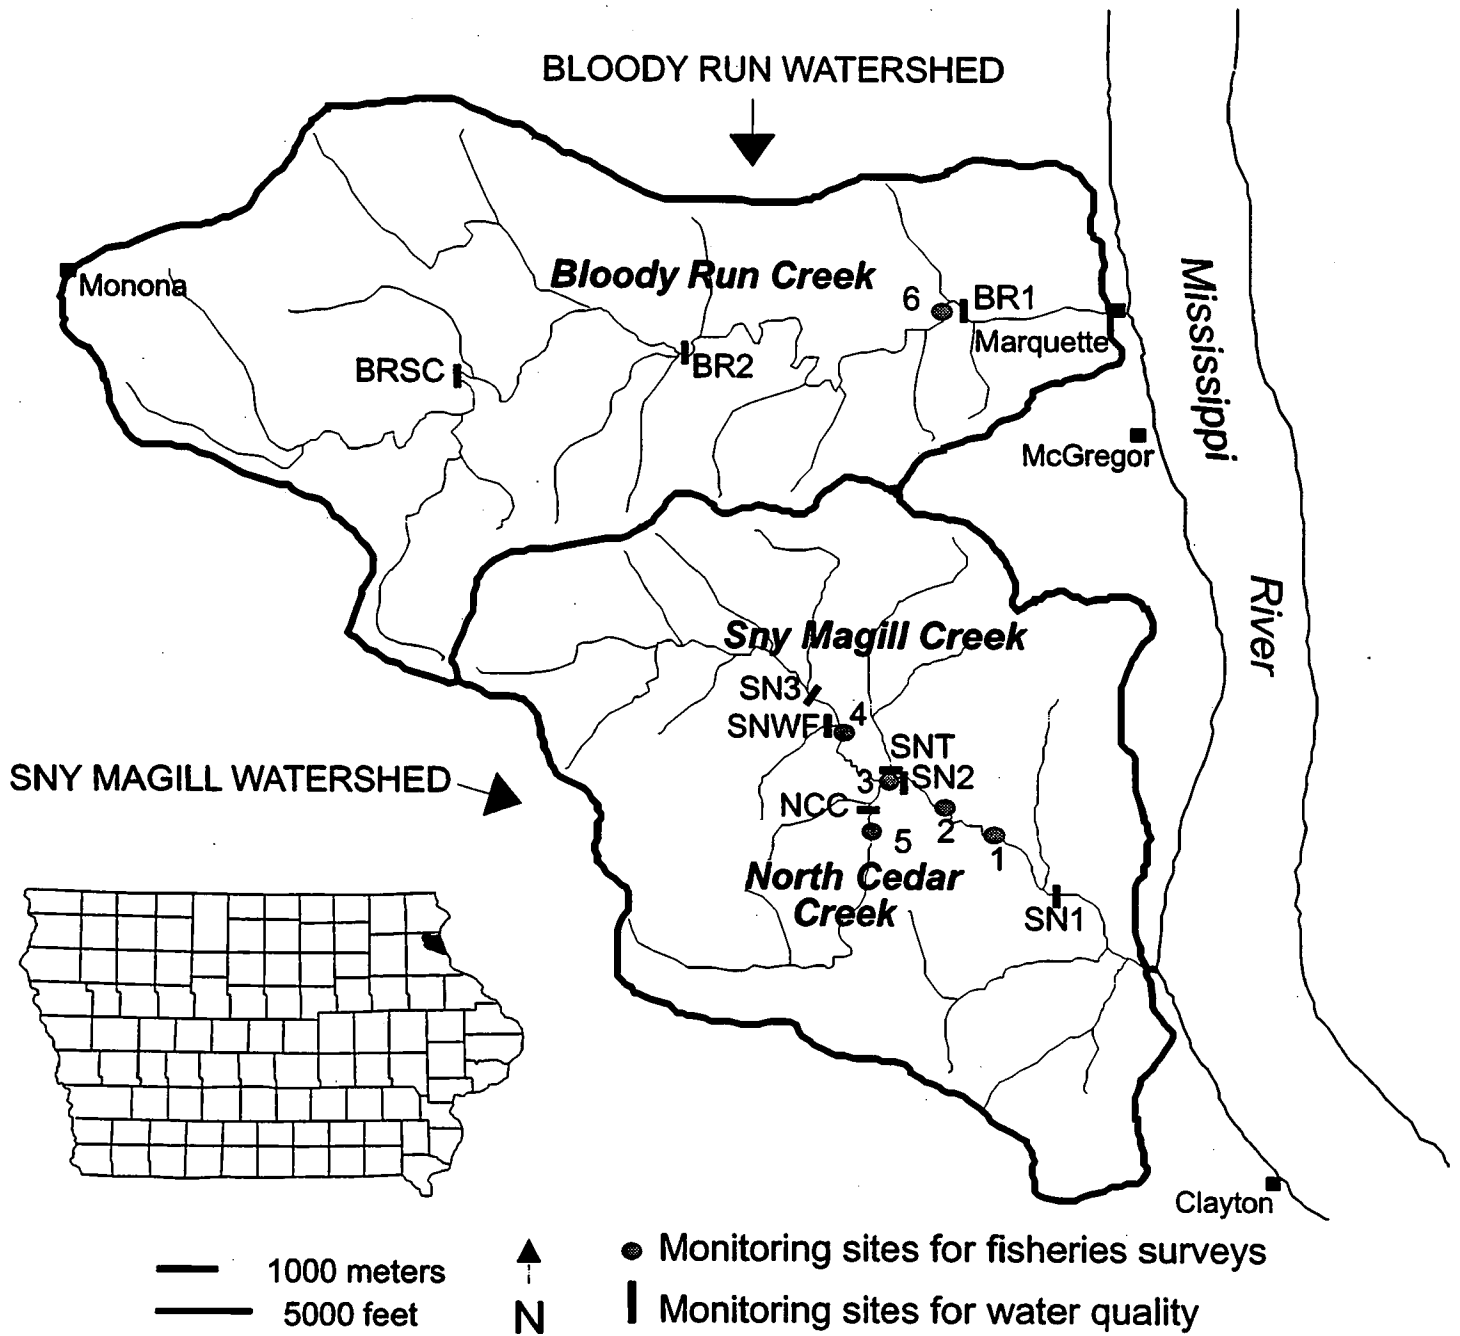 BLOODY RUN WATERSHED
Monona
Bloody Run Creek
6
BR1
Marquette
BRSC
BR2
Mississippi
McGregor
River
Sny Magill Creek
SN3
SNWF
4
SNT
SNY MAGILL WATERSHED
3
SN2
NCC
2
5
1
North Cedar
Creek
SN1
Clayton
1000 meters
5000 feet
N
Monitoring sites for fisheries surveys
Monitoring sites for water quality